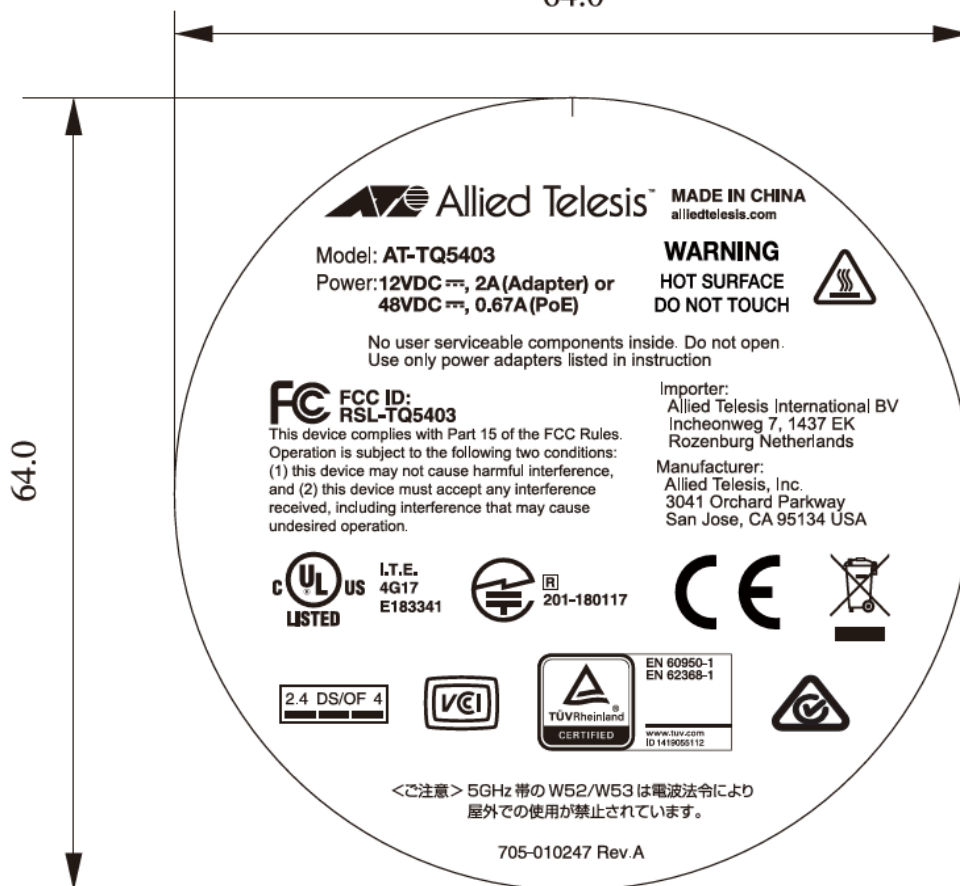 64.0
64.0
Allied Telesis™
MADE IN CHINA
alliedtelesis.com
Model: AT-TQ5403
Power:12VDC ⎓, 2A(Adapter) or
48VDC ⎓, 0.67A(PoE)
WARNING
HOT SURFACE
DO NOT TOUCH
No user serviceable components inside. Do not open.
Use only power adapters listed in instruction
FC FCC ID:
RSL-TQ5403
This device complies with Part 15 of the FCC Rules.
Operation is subject to the following two conditions:
(1) this device may not cause harmful interference,
and (2) this device must accept any interference
received, including interference that may cause
undesired operation.
Importer:
Allied Telesis International BV
Incheonweg 7, 1437 EK
Rozenburg Netherlands
Manufacturer:
Allied Telesis, Inc.
3041 Orchard Parkway
San Jose, CA 95134 USA
C UL ® US
LISTED
I.T.E.
4G17
E183341
R
201-180117
CE
2.4 DS/OF 4
VCI
TÜVRheinland®
CERTIFIED
EN 60950-1
EN 62368-1
www.tuv.com
ID 1419055112
<ご注意> 5GHz 帯の W52/W53 は電波法令により
屋外での使用が禁止されています。
705-010247 Rev.A